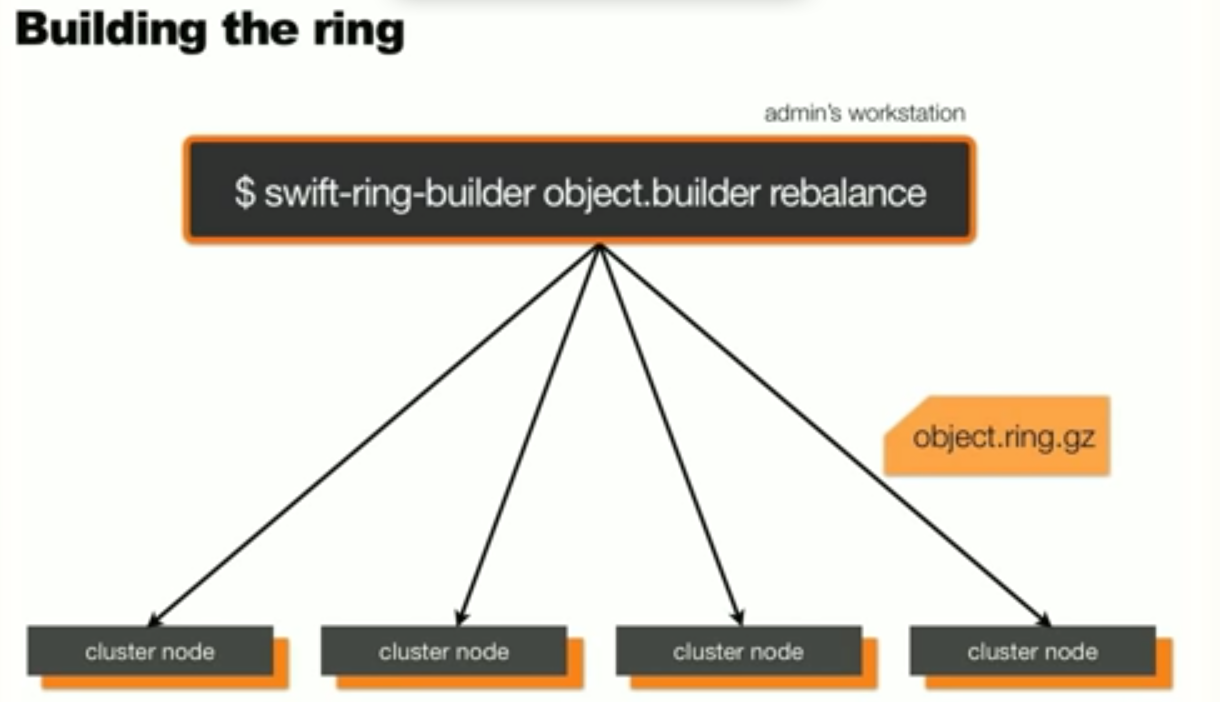 Building the ring
admin's workstation
$ swift-ring-builder object.builder rebalance
object.ring.gz
cluster node
cluster node
cluster node
cluster node